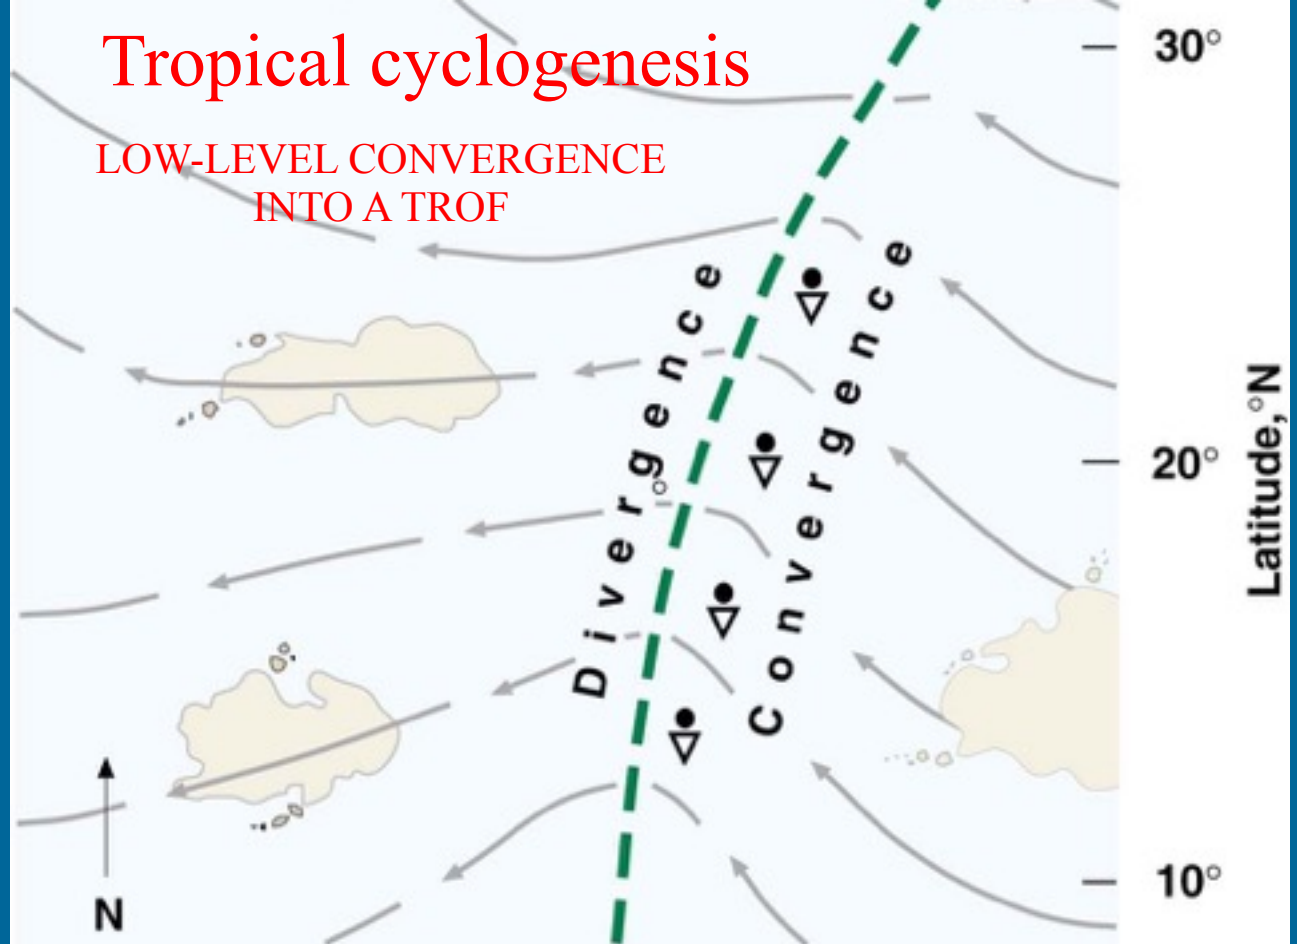 Tropical cyclogenesis
LOW-LEVEL CONVERGENCE
INTO A TROF
30°
20°
10°
Latitude,°N
Divergence
Convergence
N